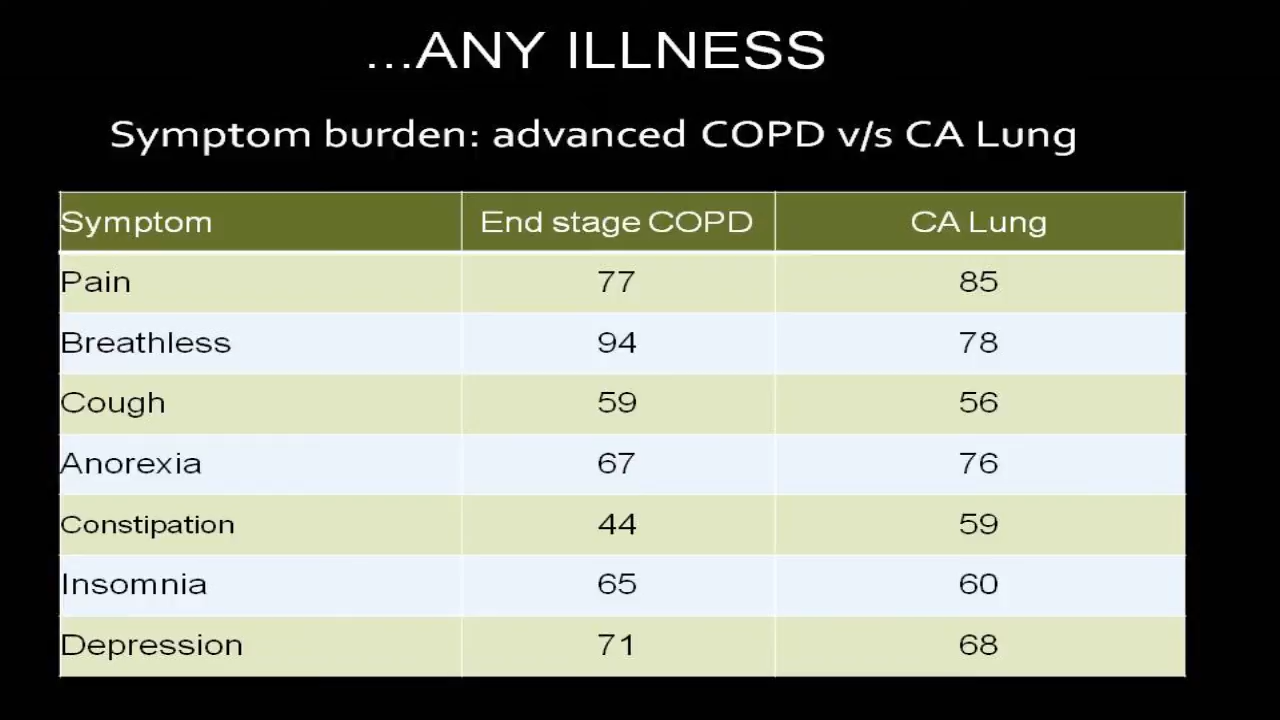 ...ANY ILLNESS
Symptom burden: advanced COPD v/s CA Lung
Symptom End stage COPD CA Lung
Pain 77 85
Breathless 94 78
Cough 59 56
Anorexia 67 76
Constipation 44 59
Insomnia 65 60
Depression 71 68